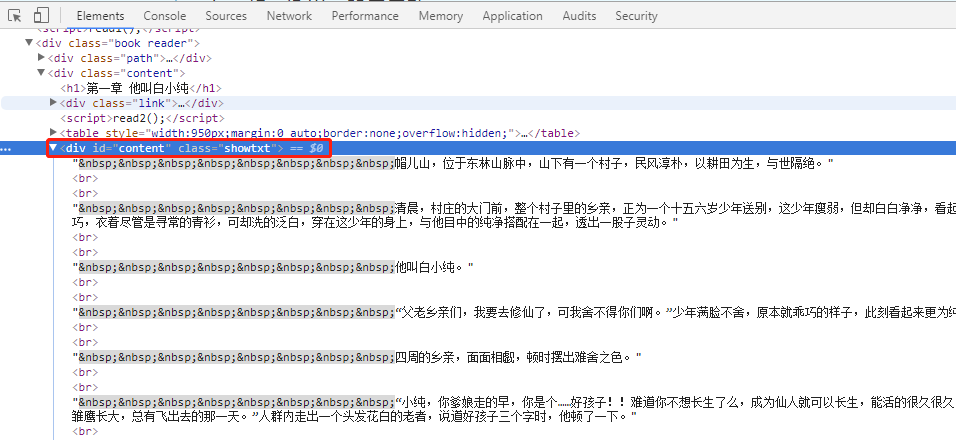 Elements Console Sources Network Performance Memory Application Audits Security
<script>read1();</script>
▼<div class="book reader">
▶<div class="path">…</div>
▼<div class="content">
<h1>第一章 他叫白小纯</h1>
▶<div class="link">…</div>
<script>read2();</script>
▶<table style="width:950px;margin:0 auto;border:none;overflow:hidden;">…</table>
… ▼<div id="content" class="showtxt"> == $0
"&nbsp;&nbsp;&nbsp;&nbsp;&nbsp;&nbsp;&nbsp;&nbsp;帽儿山，位于东林山脉中，山下有一个村子，民风淳朴，以耕田为生，与世隔绝。"
<br>
<br>
"&nbsp;&nbsp;&nbsp;&nbsp;&nbsp;&nbsp;&nbsp;&nbsp;清晨，村庄的大门前，整个村子里的乡亲，正为一个十五六岁少年送别，这少年瘦弱，但却白白净净，看起
巧，衣着尽管是寻常的青衫，可却洗的泛白，穿在这少年的身上，与他目中的纯净搭配在一起，透出一股子灵动。"
<br>
<br>
"&nbsp;&nbsp;&nbsp;&nbsp;&nbsp;&nbsp;&nbsp;&nbsp;他叫白小纯。"
<br>
<br>
"&nbsp;&nbsp;&nbsp;&nbsp;&nbsp;&nbsp;&nbsp;&nbsp;“父老乡亲们，我要去修仙了，可我舍不得你们啊。”少年满脸不舍，原本就乖巧的样子，此刻看起来更为纯
<br>
<br>
"&nbsp;&nbsp;&nbsp;&nbsp;&nbsp;&nbsp;&nbsp;&nbsp;四周的乡亲，面面相觑，顿时摆出难舍之色。"
<br>
<br>
"&nbsp;&nbsp;&nbsp;&nbsp;&nbsp;&nbsp;&nbsp;&nbsp;“小纯，你爹娘走的早，你是个……好孩子！！难道你不想长生了么，成为仙人就可以长生，能活的很久很久
雏鹰长大，总有飞出去的那一天。”人群内走出一个头发花白的老者，说道好孩子三个字时，他顿了一下。"
<br>